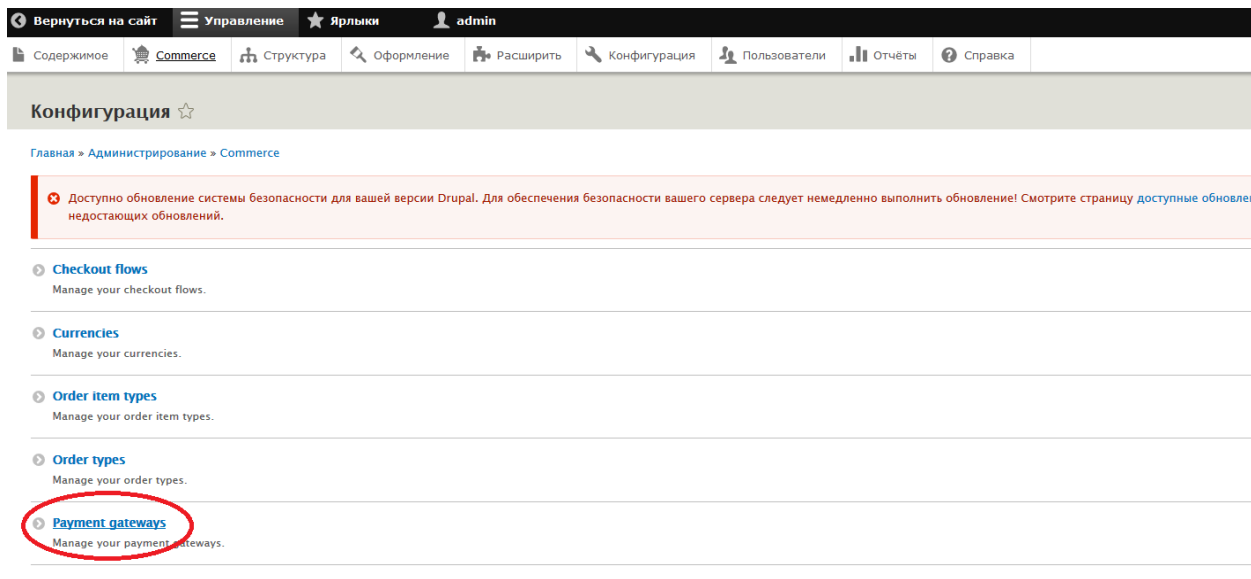 Вернуться на сайт Управление Ярлыки admin
Содержимое Commerce Структура Оформление Расширить Конфигурация Пользователи Отчёты Справка
Конфигурация
Главная » Администрирование » Commerce
Доступно обновление системы безопасности для вашей версии Drupal. Для обеспечения безопасности вашего сервера следует немедленно выполнить обновление! Смотрите страницу доступные
недостающих обновлений.
Checkout flows
Manage your checkout flows.
Currencies
Manage your currencies.
Order item types
Manage your order item types.
Order types
Manage your order types.
Payment gateways
Manage your payment gateways.